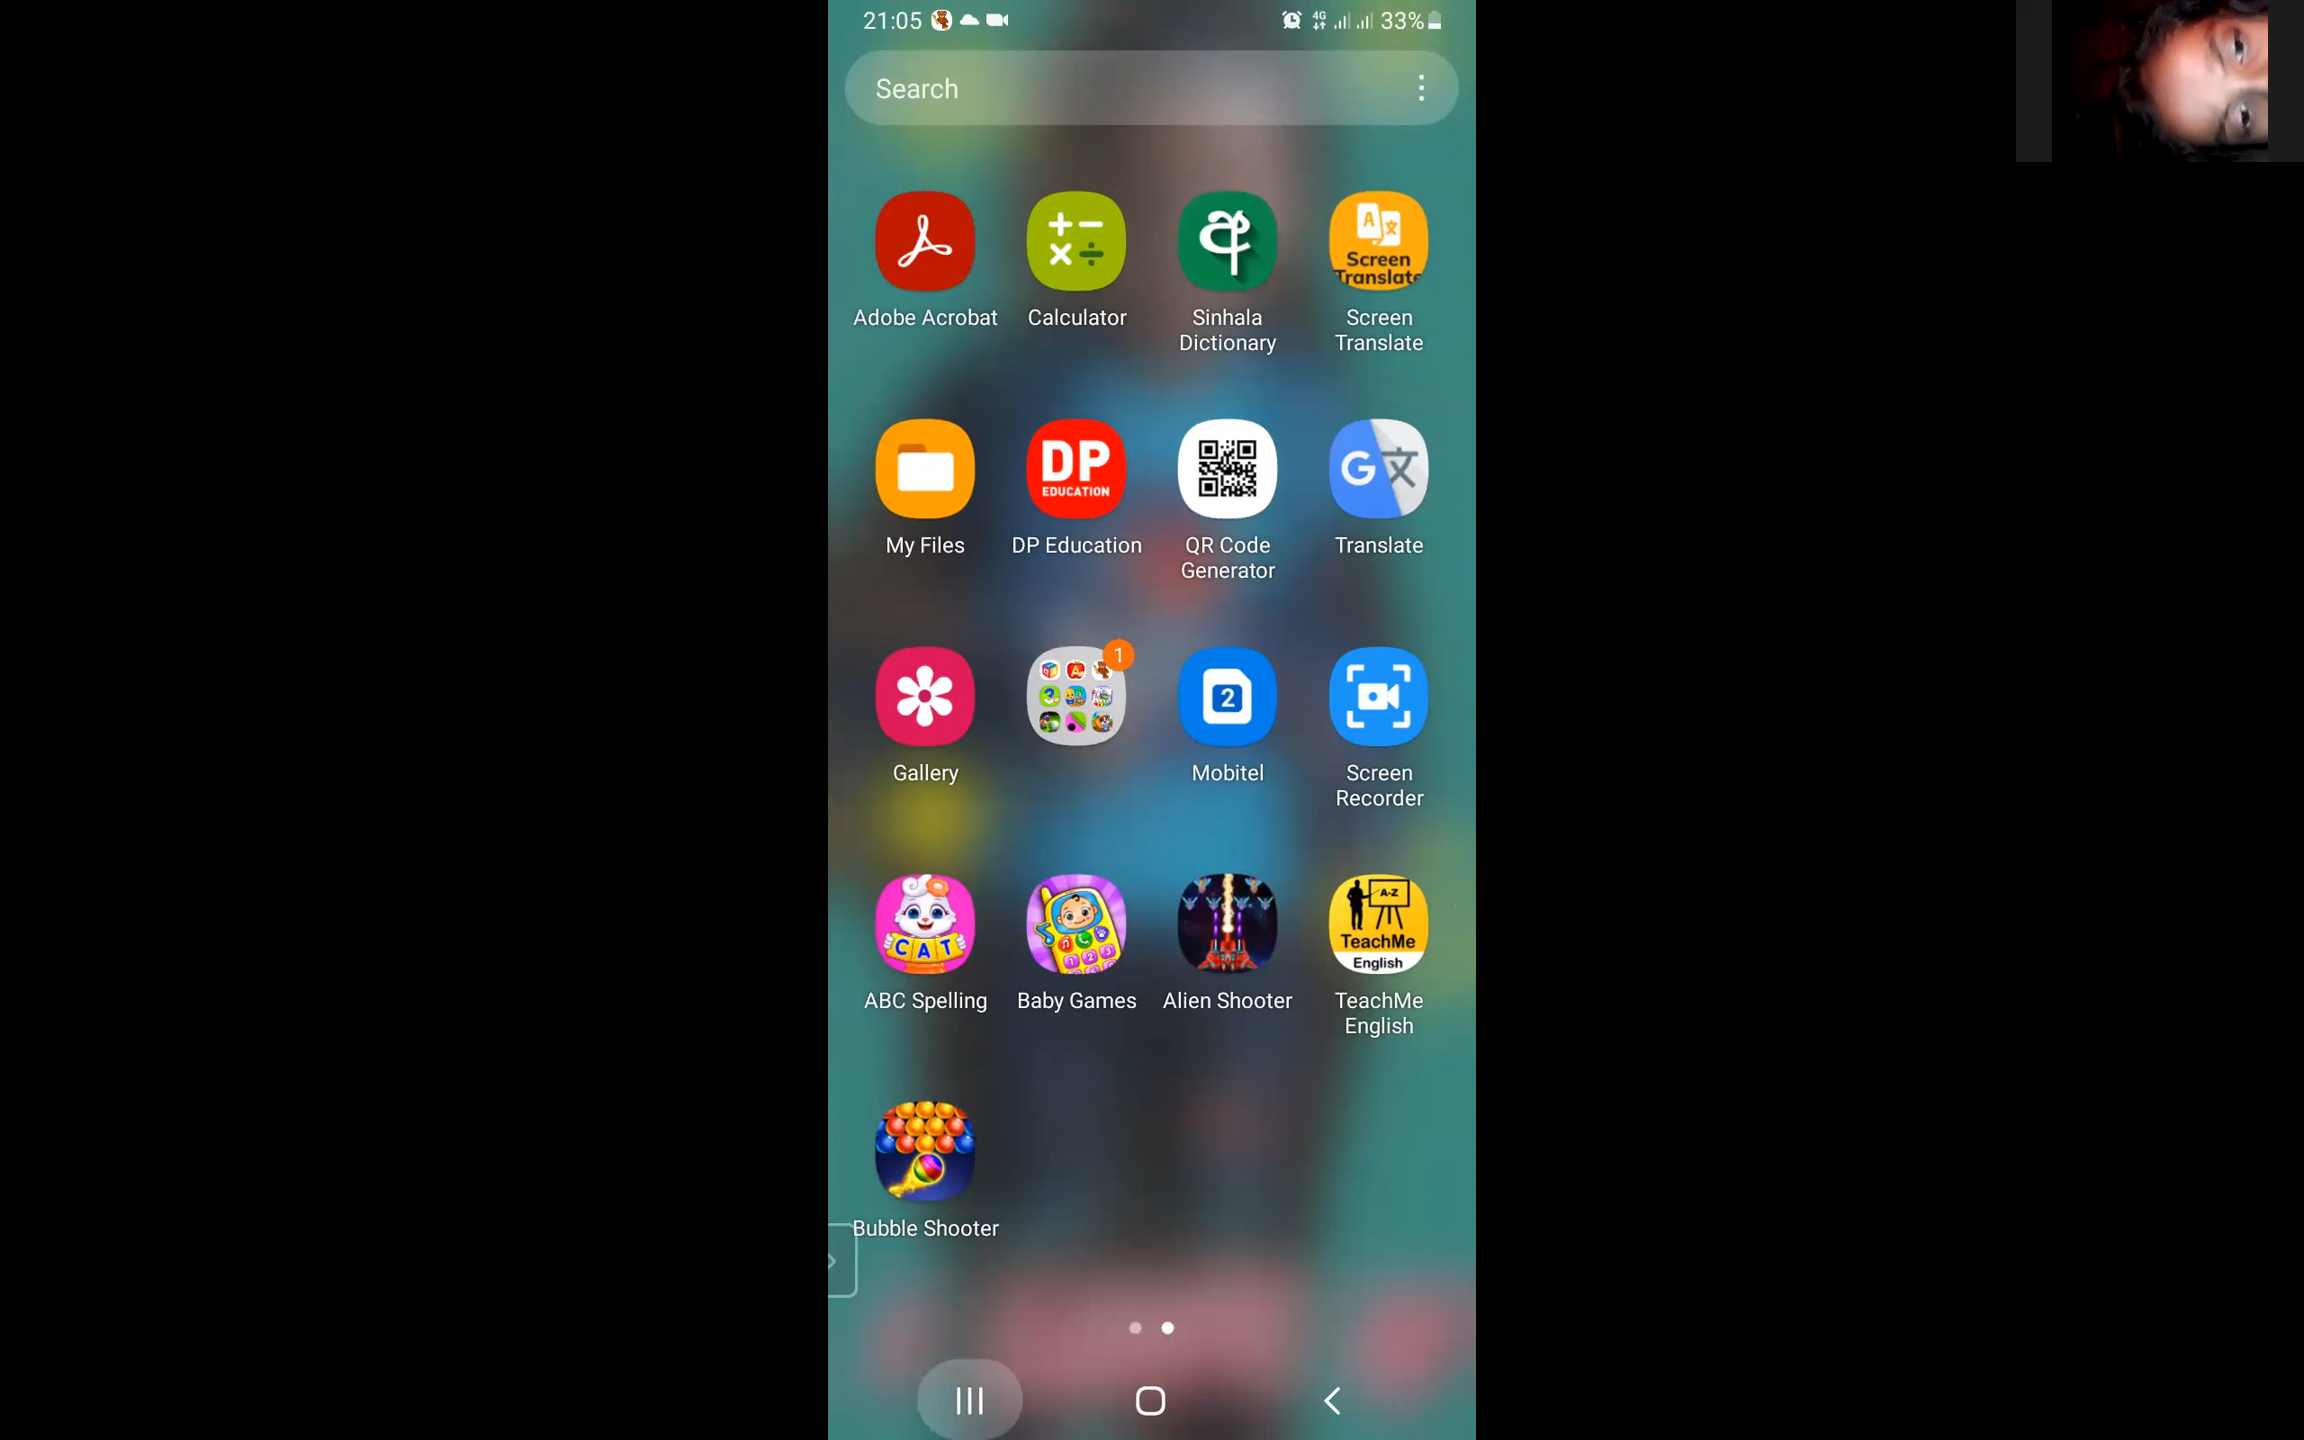 21:05 4G 33%
Search
අ
A
Screen
Translate
Adobe Acrobat Calculator Sinhala Screen
Dictionary Translate
DP
EDUCATION
G 文
My Files DP Education QR Code Translate
Generator
1
2
Gallery Mobitel Screen
Recorder
CAT
A-Z
TeachMe
English
ABC Spelling Baby Games Alien Shooter TeachMe
English
Bubble Shooter